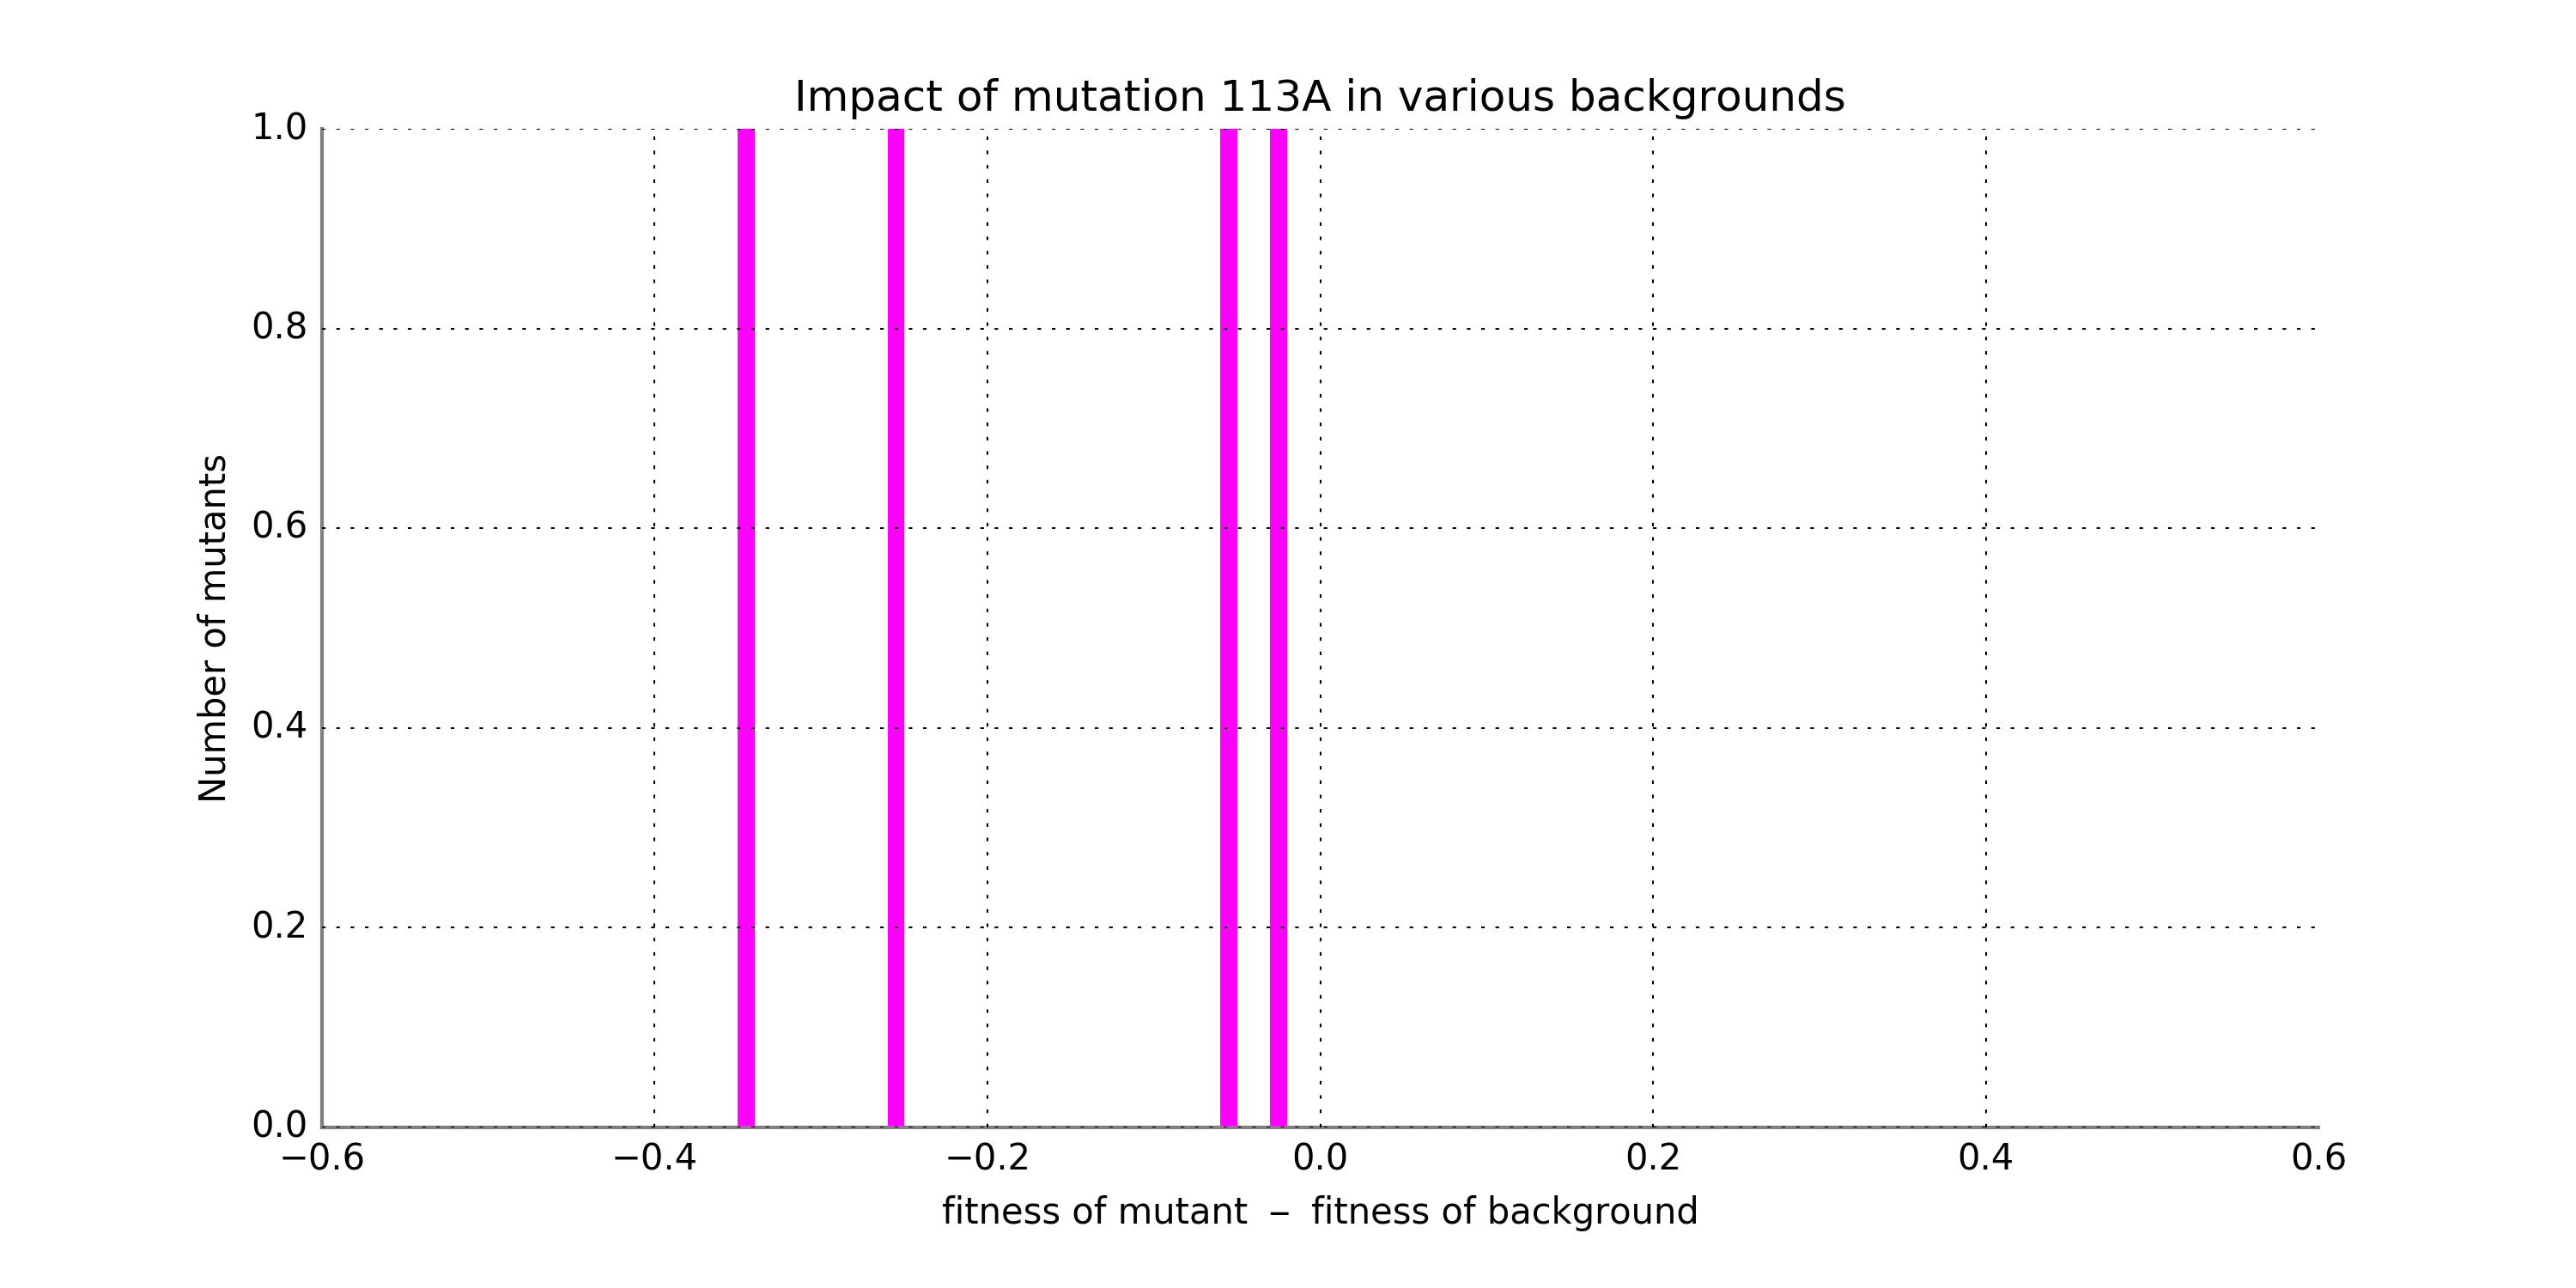 Impact of mutation 113A in various backgrounds
1.0
0.8
0.6
0.4
0.2
0.0
Number of mutants
−0.6 −0.4 −0.2 0.0 0.2 0.4 0.6
fitness of mutant − fitness of background